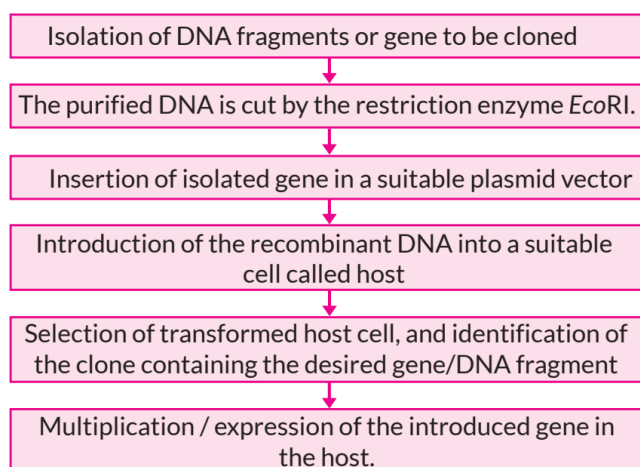 Isolation of DNA fragments or gene to be cloned
The purified DNA is cut by the restriction enzyme EcoRI.
Insertion of isolated gene in a suitable plasmid vector
Introduction of the recombinant DNA into a suitable
cell called host
Selection of transformed host cell, and identification of
the clone containing the desired gene/DNA fragment
Multiplication / expression of the introduced gene in
the host.